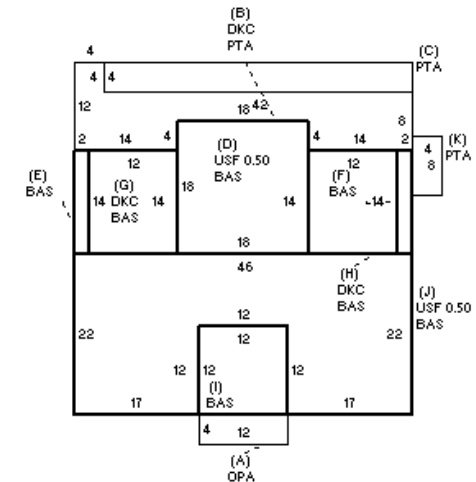 (B)
DKC
PTA
4
(C)
PTA
4 4
12
42
18
8
(K)
PTA
4
8
2 14 4
4 14 2
(D)
USF 0.50
BAS
12
12
(E)
BAS
(G)
DKC
BAS
(F)
BAS
14 14
18
14
-14-
18
46
(H)
DKC
BAS
(J)
USF 0.50
BAS
12
12
22
22
12 12 12
(I)
BAS
17 17
4 12
(A)
OPA